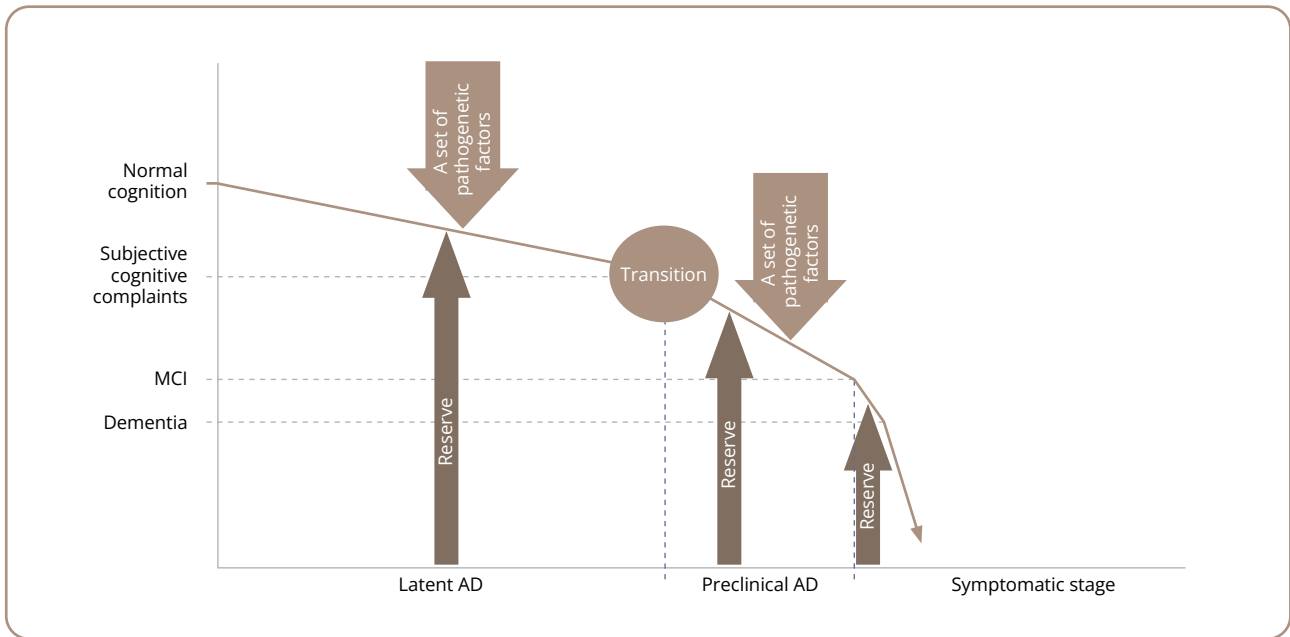 A set of
pathogenetic
factors
Normal
cognition
A set of
pathogenetic
factors
Subjective
cognitive
complaints
Transition
MCI
Dementia
Reserve
Reserve
Reserve
Latent AD
Preclinical AD
Symptomatic stage